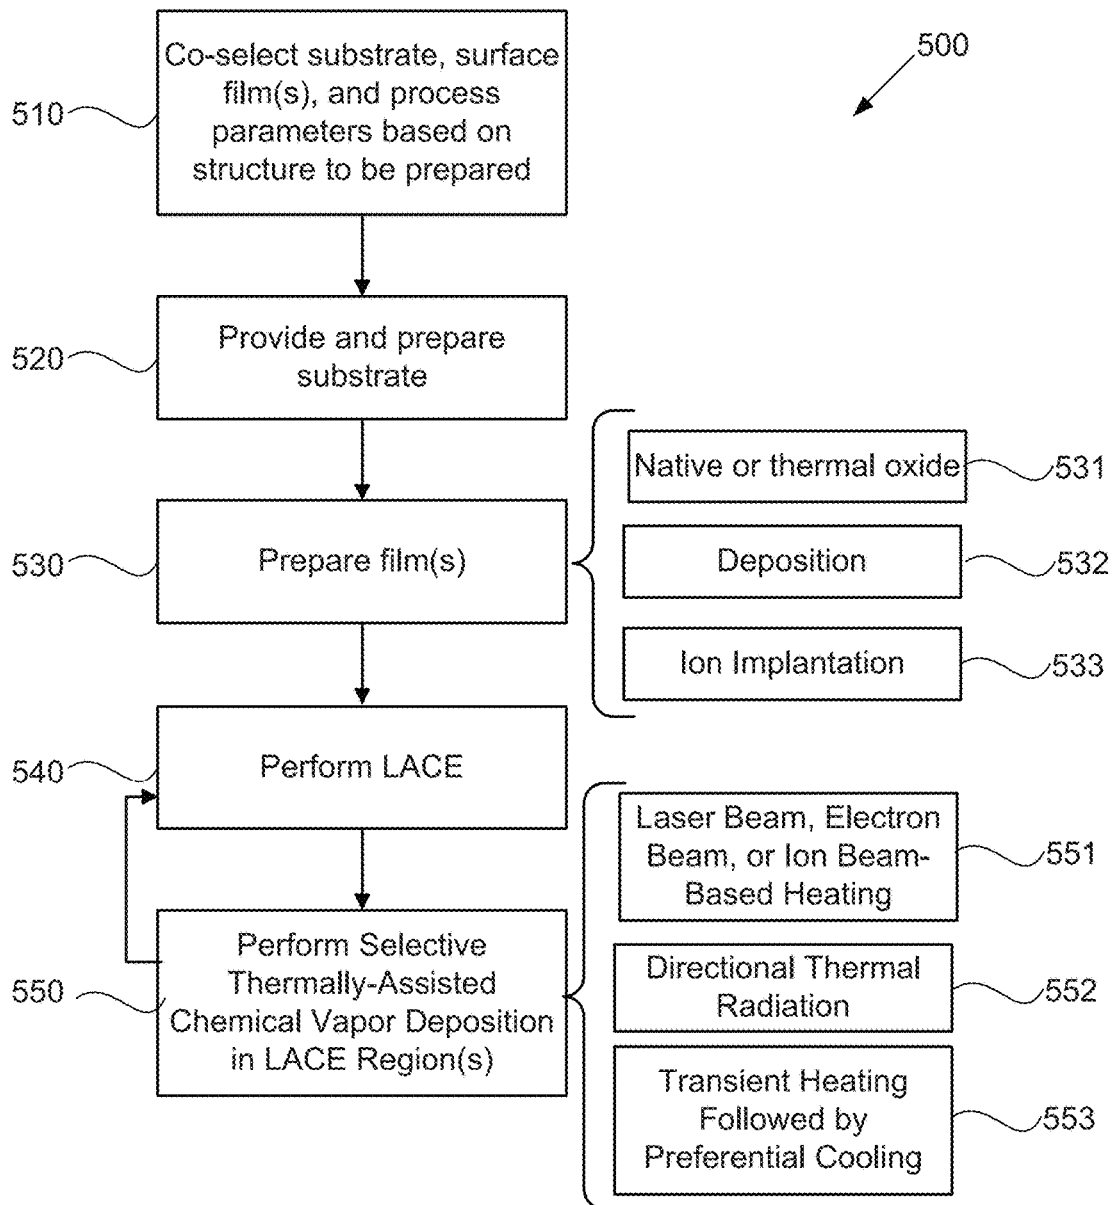 500
510
Co-select substrate, surface
film(s), and process
parameters based on
structure to be prepared
520
Provide and prepare
substrate
530
Prepare film(s)
Native or thermal oxide
531
Deposition
532
Ion Implantation
533
540
Perform LACE
550
Perform Selective
Thermally-Assisted
Chemical Vapor Deposition
in LACE Region(s)
Laser Beam, Electron
Beam, or Ion Beam-
Based Heating
551
Directional Thermal
Radiation
552
Transient Heating
Followed by
Preferential Cooling
553